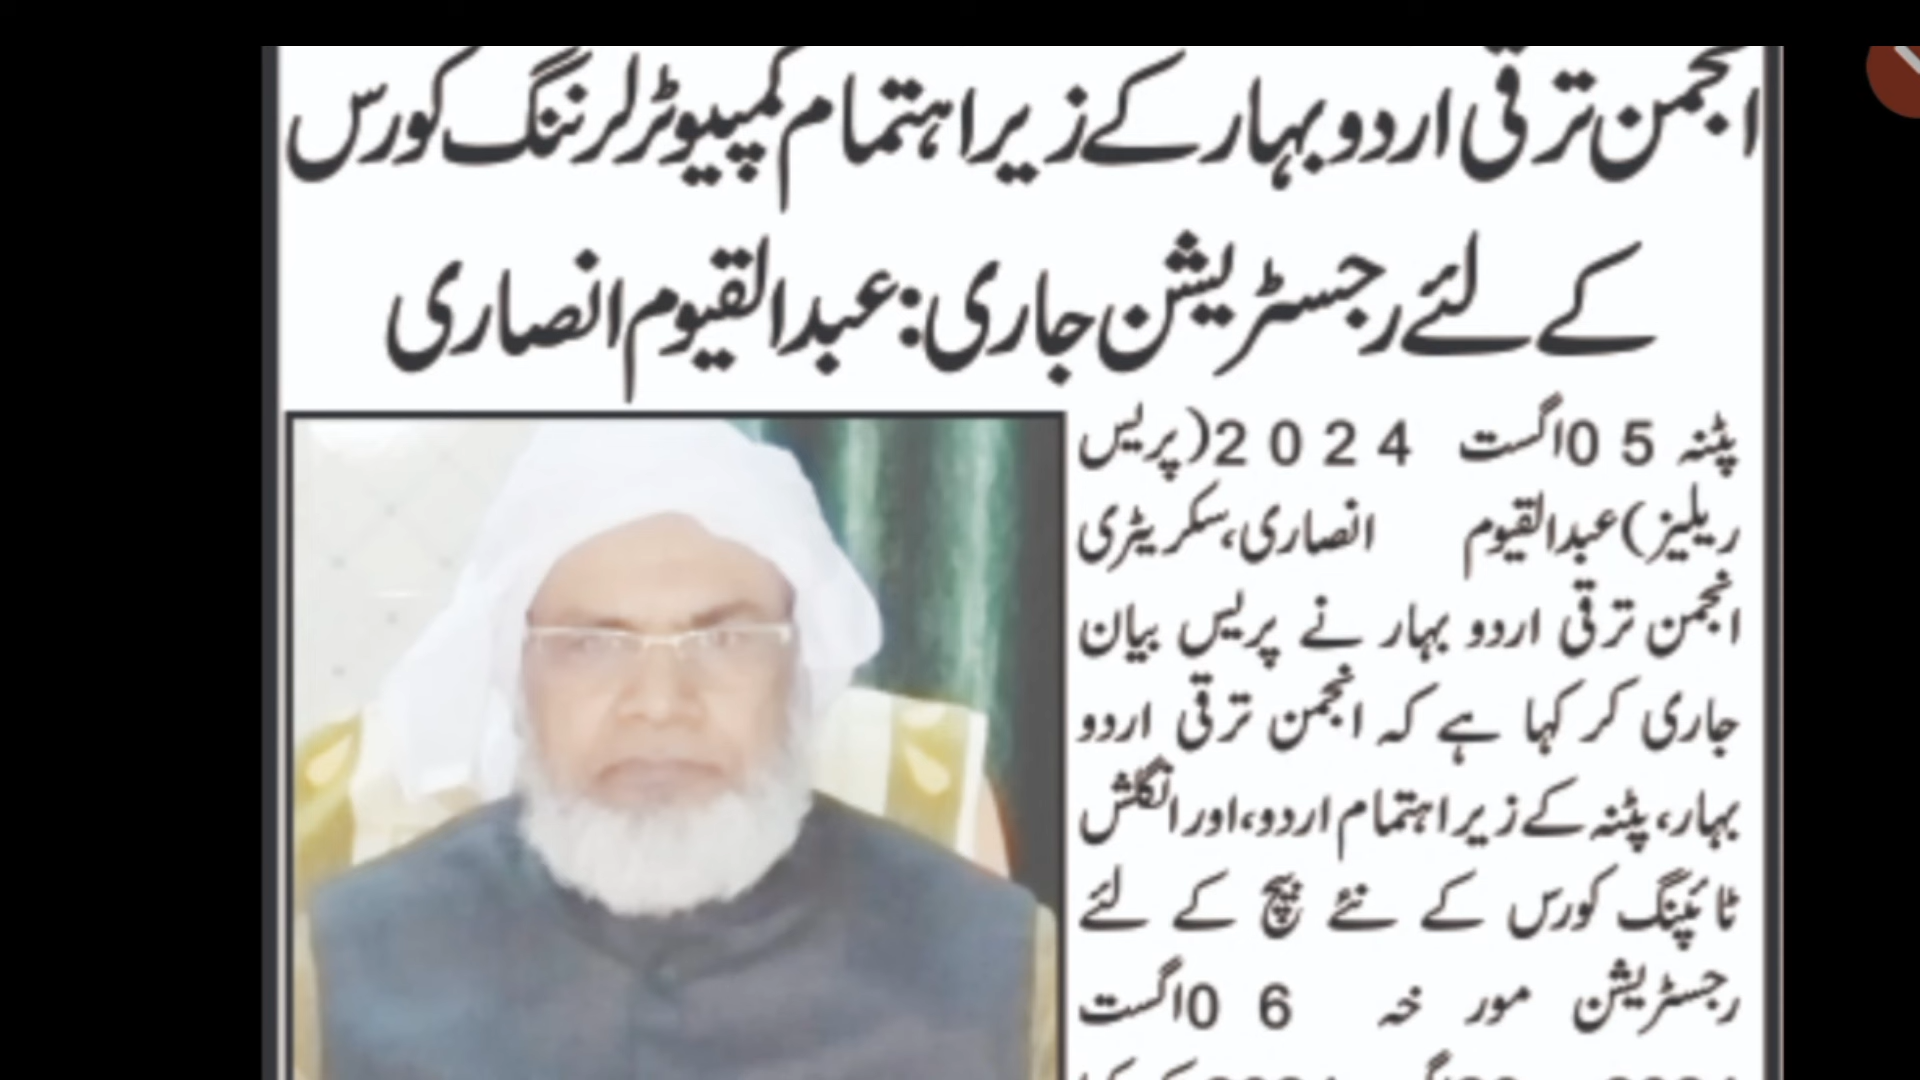 انجمن ترقی اردو بہار کے زیر اہتمام کمپیوٹر لرننگ کورس
کے لئے رجسٹریشن جاری: عبدالقیوم انصاری
پٹنہ 05 اگست 2024 (پریس
ریلیز) عبدالقیوم انصاری، سکریٹری
انجمن ترقی اردو بہار نے پریس بیان
جاری کر کہا ہے کہ انجمن ترقی اردو
بہار، پٹنہ کے زیر اہتمام اردو، اور انگلش
ٹائپنگ کورس کے نئے بیچ کے لئے
رجسٹریشن مور خہ 06 اگست